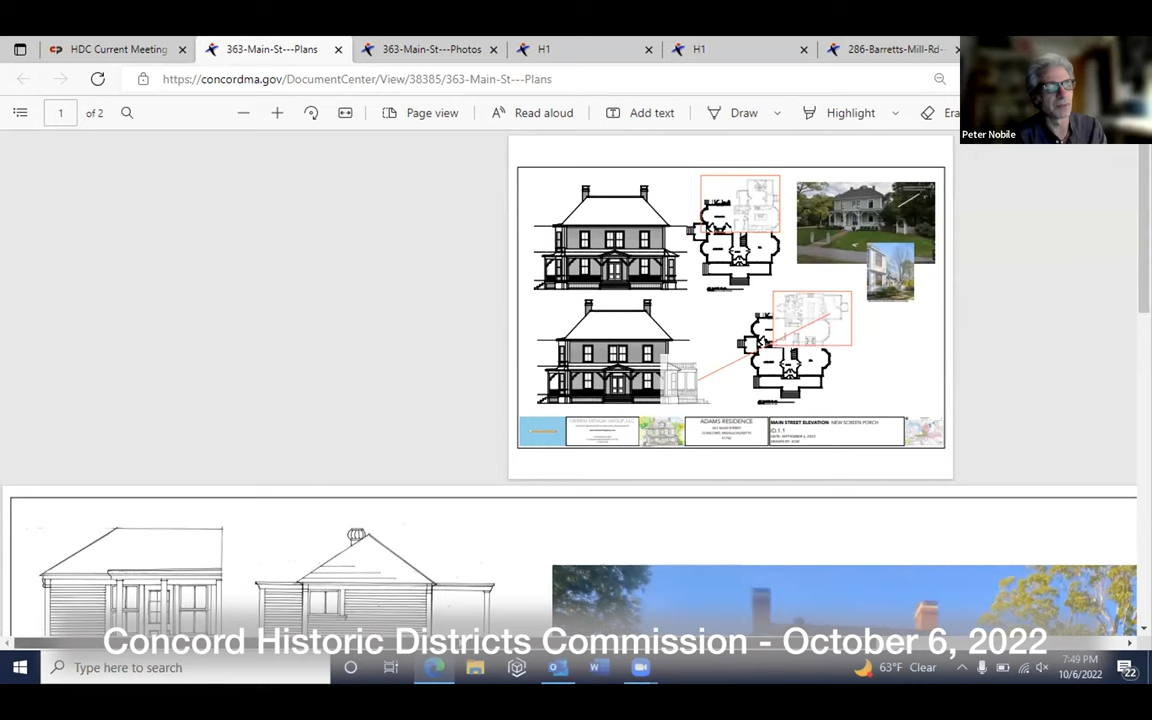 HDC Current Meeting
363-Main-St---Plans
363-Main-St---Photos
H1
H1
286-Barretts-Mill-Rd-
https://concordma.gov/DocumentCenter/View/38385/363-Main-St---Plans
1 of 2
Page view
Read aloud
Add text
Draw
Highlight
Era
Peter Nobile
ADAMS RESIDENCE
MAIN STREET ELEVATION: NEW SCREEN PORCH
Concord Historic Districts Commission - October 6, 2022
Type here to search
63°F Clear
7:49 PM
10/6/2022
22